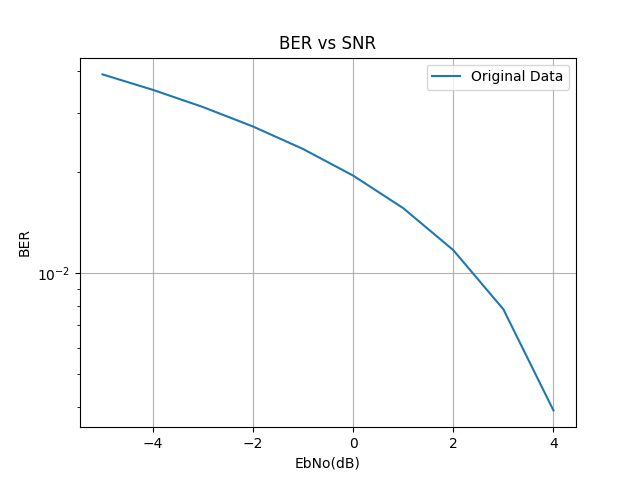 BER vs SNR
Original Data
BER
10⁻²
−4 −2 0 2 4
EbNo(dB)